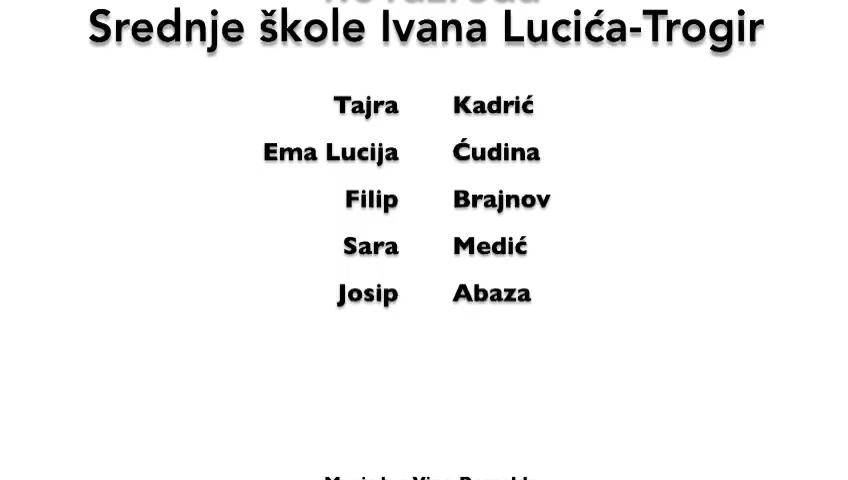 Srednje škole Ivana Lucića-Trogir
Tajra Kadrić
Ema Lucija Ćudina
Filip Brajnov
Sara Medić
Josip Abaza